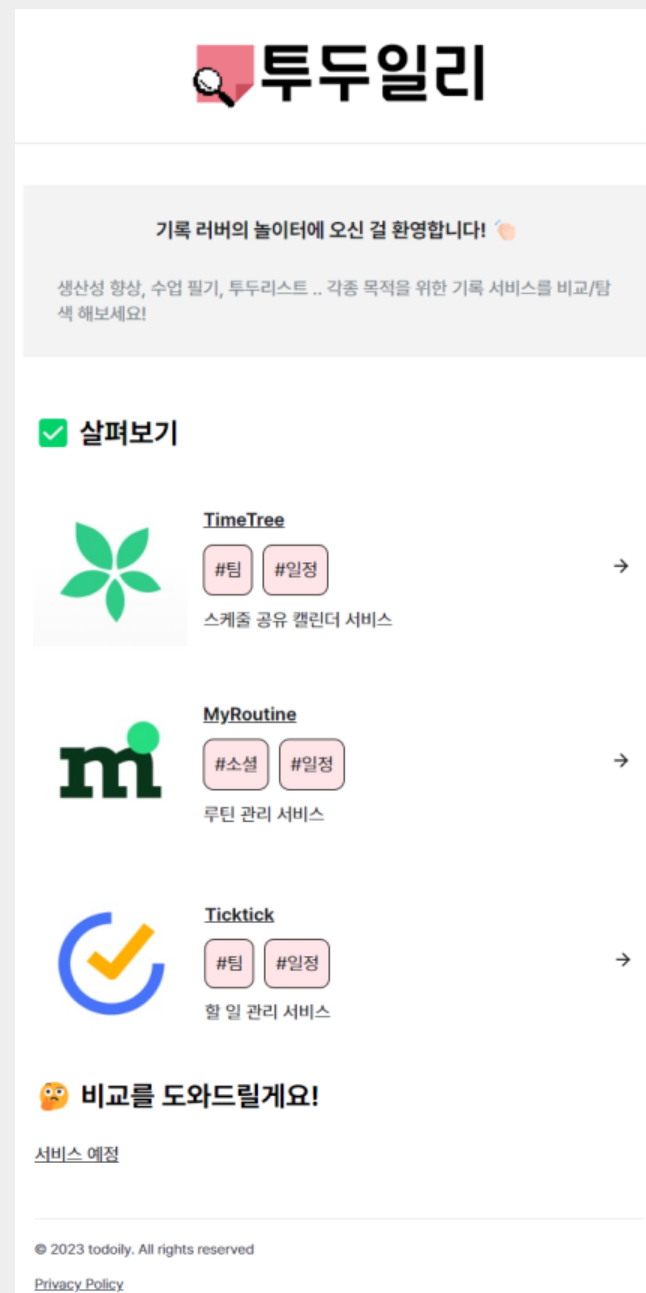 투두일리
기록 러버의 놀이터에 오신 걸 환영합니다! 👏🏻
생산성 향상, 수업 필기, 투두리스트 .. 각종 목적을 위한 기록 서비스를 비교/탐
색 해보세요!
✅ 살펴보기
TimeTree
#팀 #일정
→
스케줄 공유 캘린더 서비스
MyRoutine
#소셜 #일정
→
루틴 관리 서비스
Ticktick
#팀 #일정
→
할 일 관리 서비스
🤔 비교를 도와드릴게요!
서비스 예정
© 2023 todoily. All rights reserved
Privacy Policy